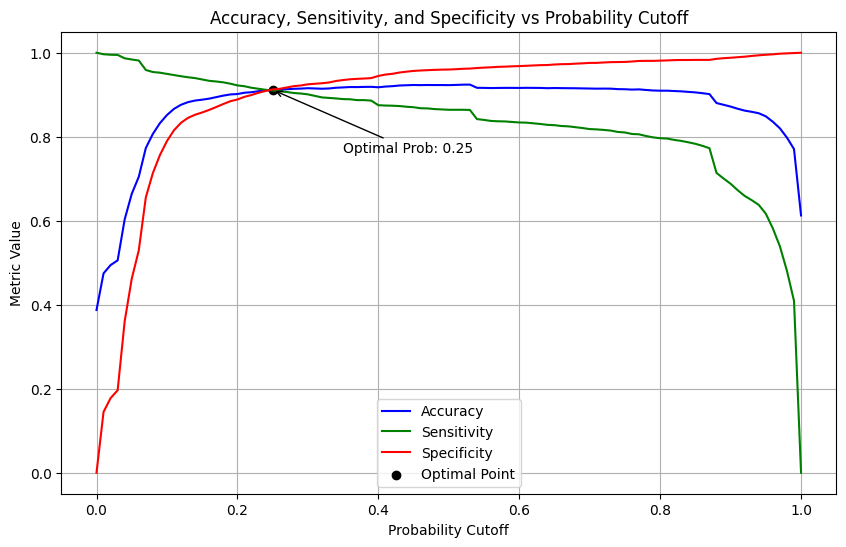 Accuracy, Sensitivity, and Specificity vs Probability Cutoff
1.0
0.8
0.6
0.4
0.2
0.0
Metric Value
Optimal Prob: 0.25
Accuracy
Sensitivity
Specificity
Optimal Point
0.0 0.2 0.4 0.6 0.8 1.0
Probability Cutoff